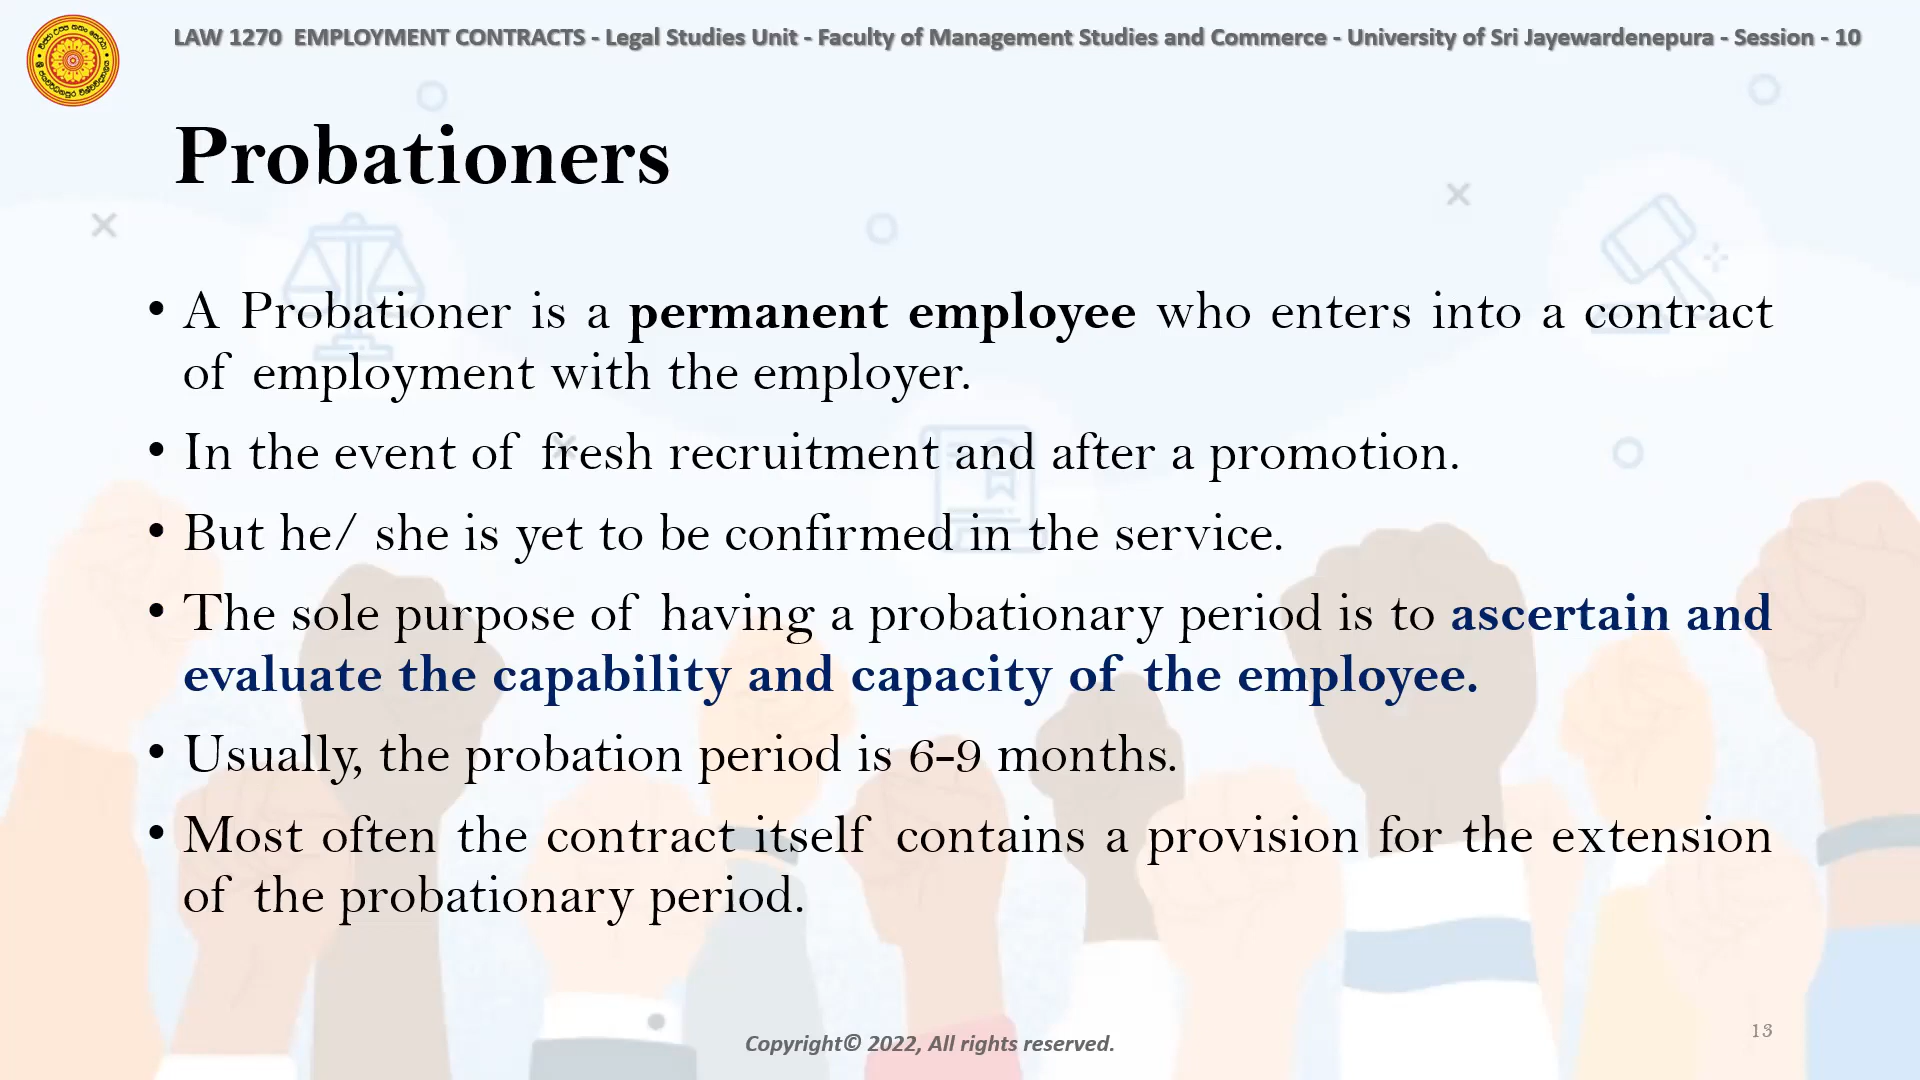 LAW 1270 EMPLOYMENT CONTRACTS - Legal Studies Unit - Faculty of Management Studies and Commerce - University of Sri Jayewardenepura - Session - 10
Probationers
• A Probationer is a permanent employee who enters into a contract
of employment with the employer.
• In the event of fresh recruitment and after a promotion.
• But he/ she is yet to be confirmed in the service.
• The sole purpose of having a probationary period is to ascertain and
evaluate the capability and capacity of the employee.
• Usually, the probation period is 6-9 months.
• Most often the contract itself contains a provision for the extension
of the probationary period.
Copyright© 2022, All rights reserved.
13